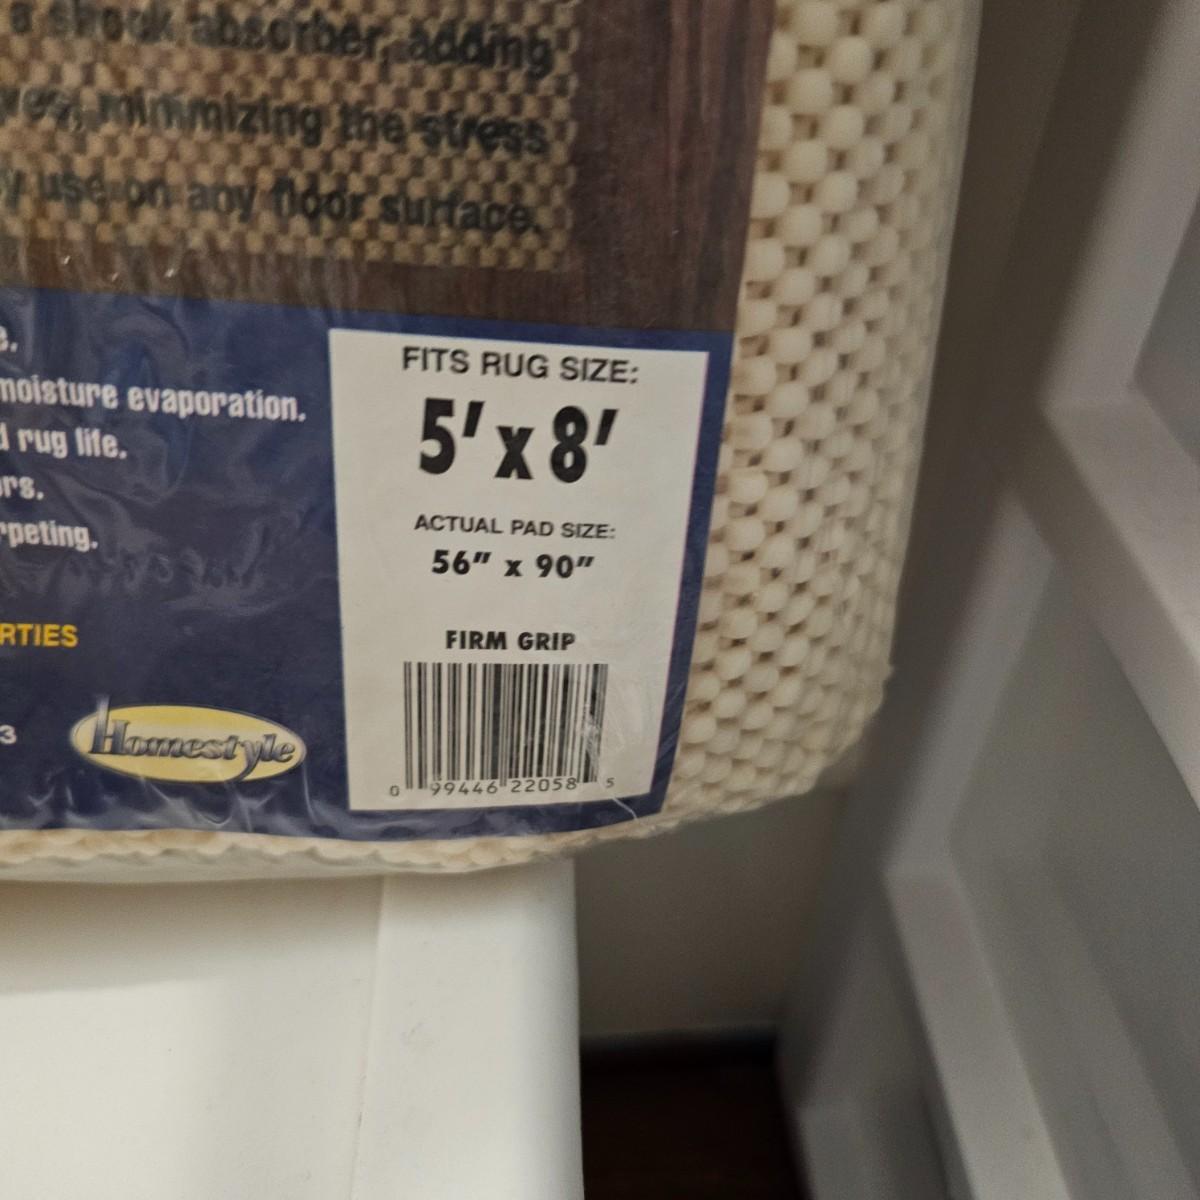 a shock absorber, adding
minimizing the stress
use on any floor surface.
moisture evaporation.
rug life.
rpeting.
RTIES
3
Homestyle
FITS RUG SIZE:
5' x 8'
ACTUAL PAD SIZE:
56" x 90"
FIRM GRIP
0 99446 22058 5